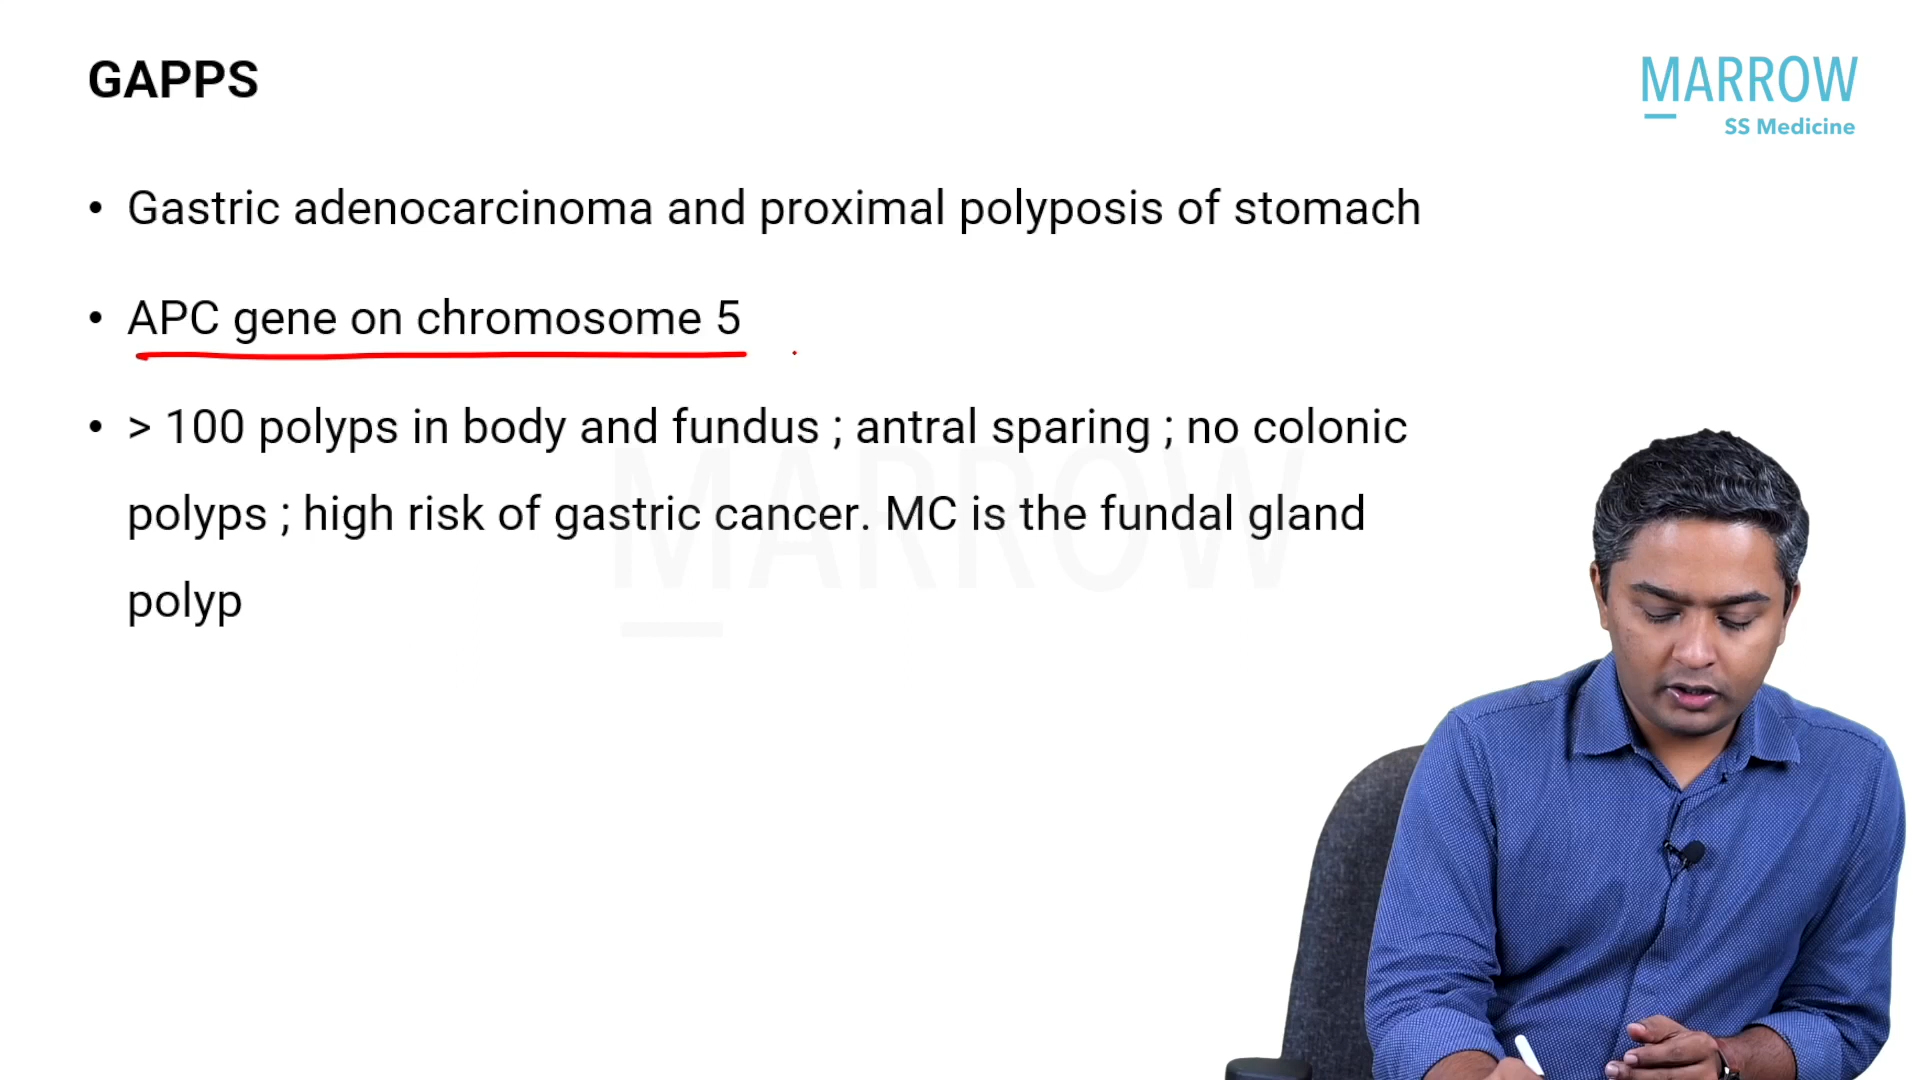 GAPPS
MARROW
SS Medicine
• Gastric adenocarcinoma and proximal polyposis of stomach
• APC gene on chromosome 5
• > 100 polyps in body and fundus ; antral sparing ; no colonic
polyps ; high risk of gastric cancer. MC is the fundal gland
polyp
MARROW